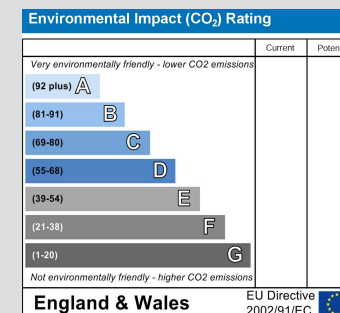 Environmental Impact (CO₂) Rating
Current Poten
Very environmentally friendly - lower CO2 emissions
(92 plus) A
(81-91) B
(69-80) C
(55-68) D
(39-54) E
(21-38) F
(1-20) G
Not environmentally friendly - higher CO2 emissions
England & Wales
EU Directive
2002/91/EC